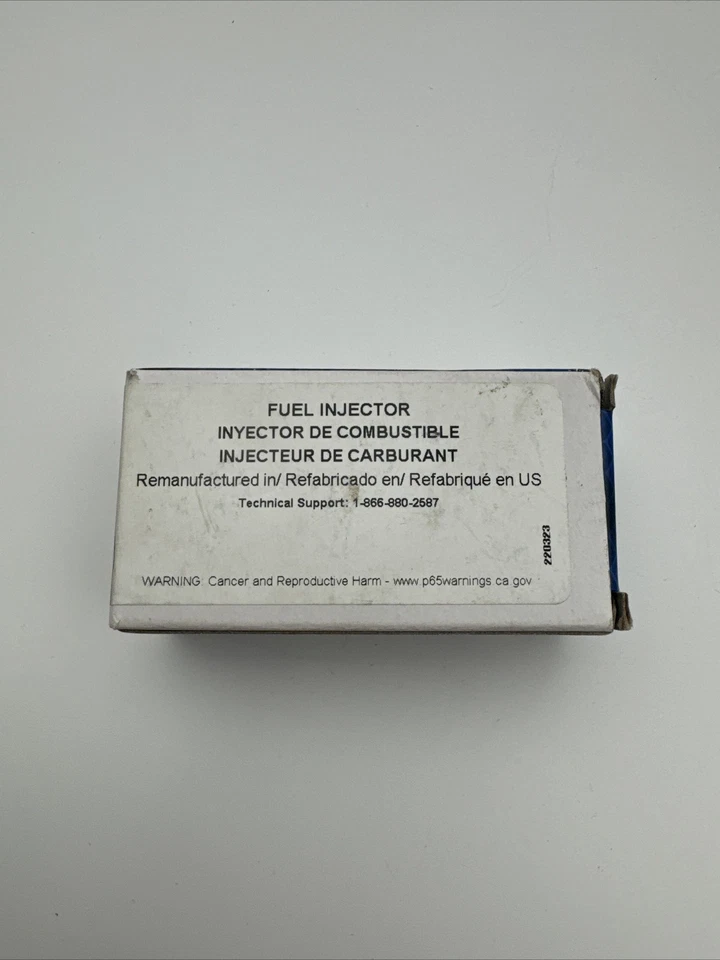 FUEL INJECTOR
INYECTOR DE COMBUSTIBLE
INJECTEUR DE CARBURANT
Remanufactured in/ Refabricado en/ Refabriqué en US
Technical Support: 1-866-880-2587
220323
WARNING: Cancer and Reproductive Harm - www.p65warnings.ca.gov